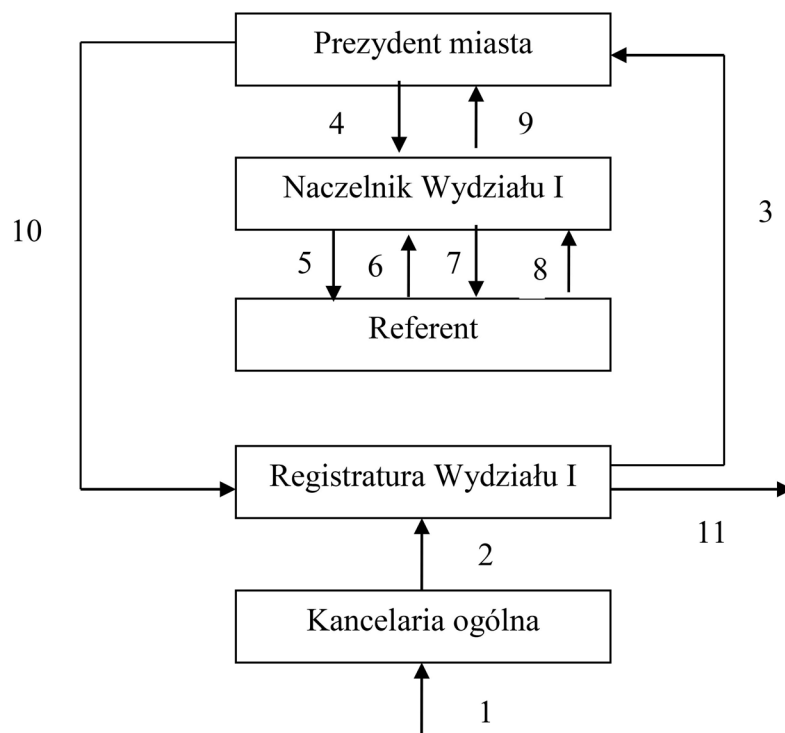 Prezydent miasta
4
9
Naczelnik Wydziału I
10
3
5
6
7
8
Referent
Registratura Wydziału I
11
2
Kancelaria ogólna
1